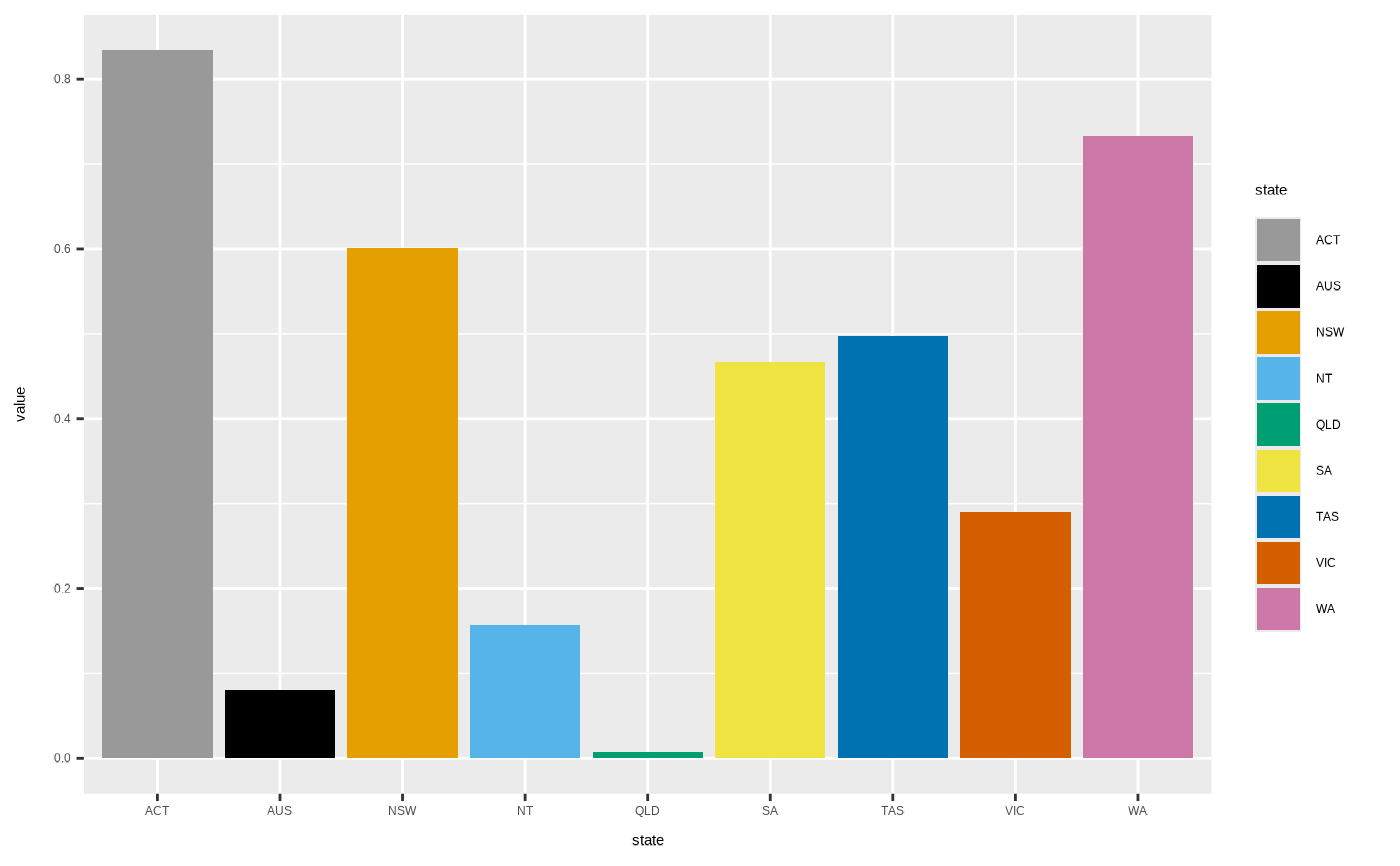 value
0.8
0.6
0.4
0.2
0.0
ACT AUS NSW NT QLD SA TAS VIC WA
state
state
ACT
AUS
NSW
NT
QLD
SA
TAS
VIC
WA